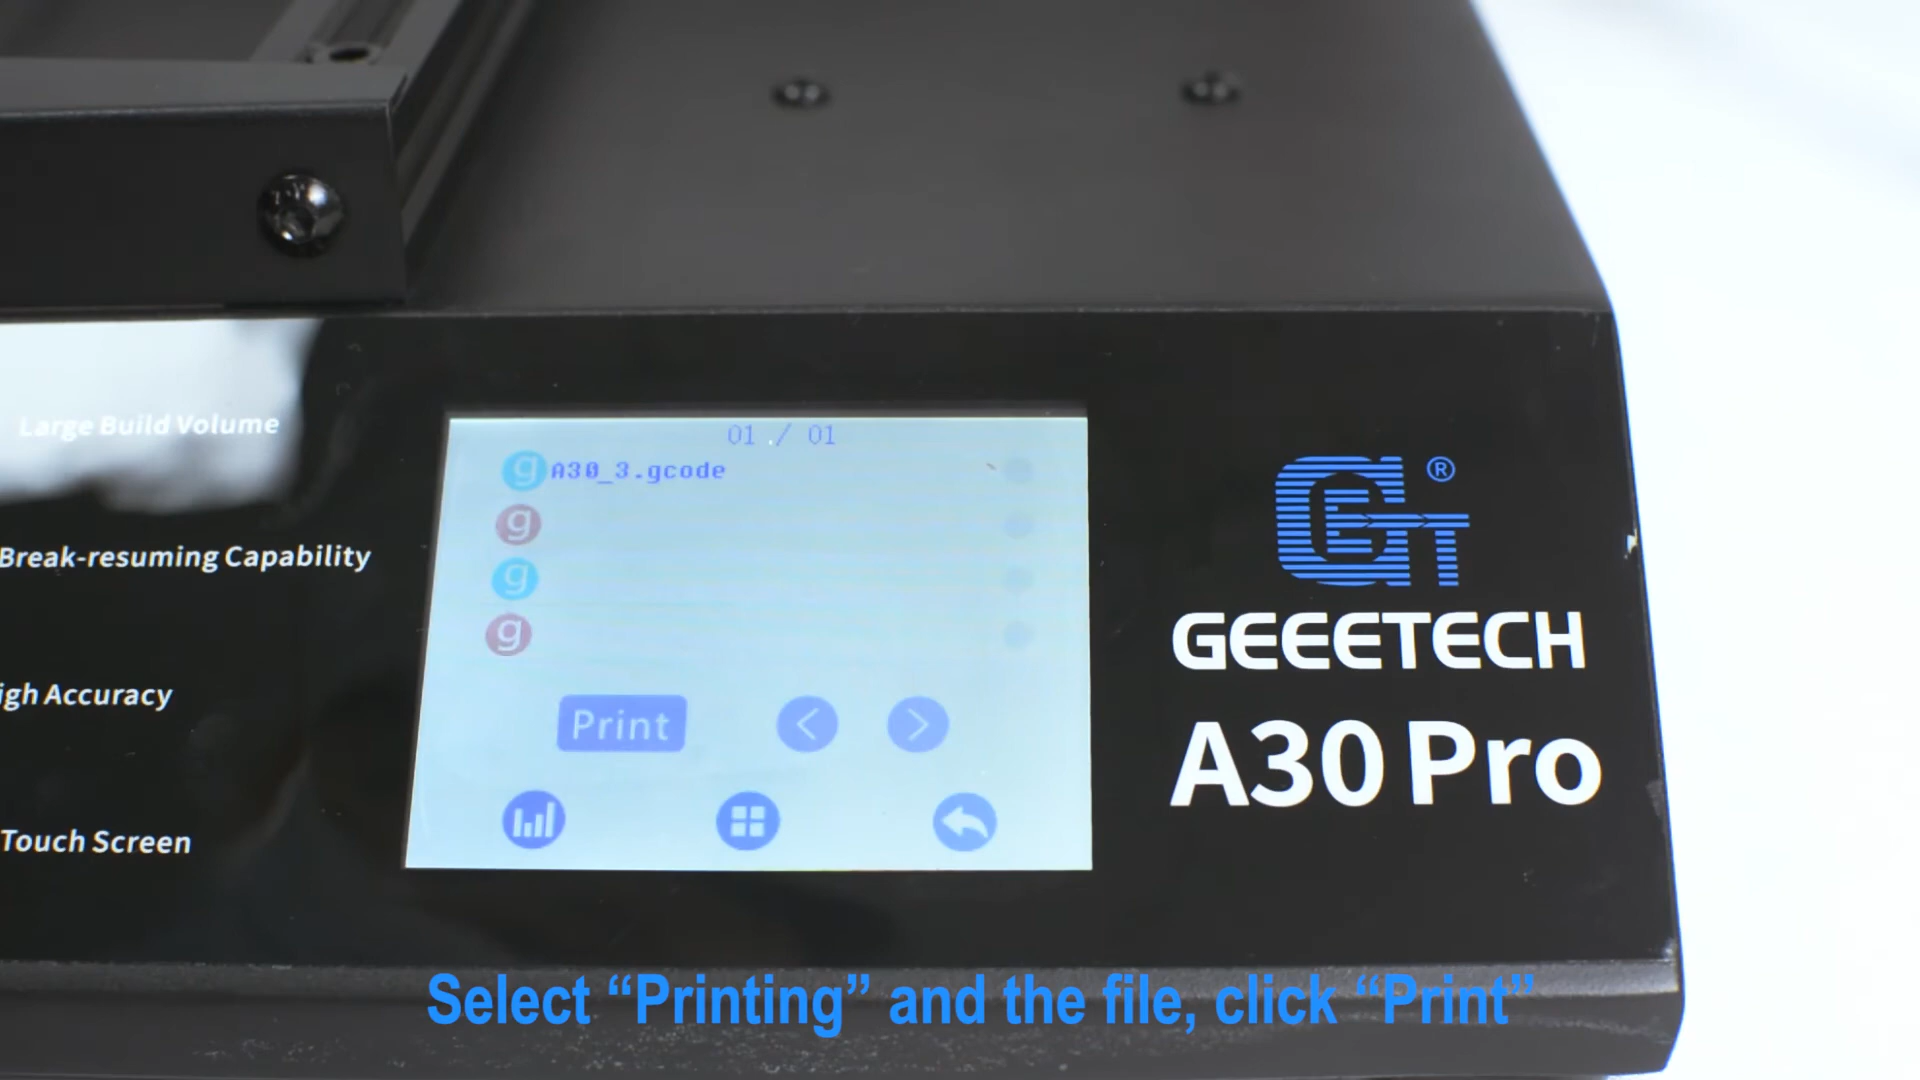 Large Build Volume
Break-resuming Capability
igh Accuracy
Touch Screen
01 / 01
g A30_3.gcode
g
g
g
Print < >
GET ®
GEEETECH
A30 Pro
Select “Printing” and the file, click “Print”